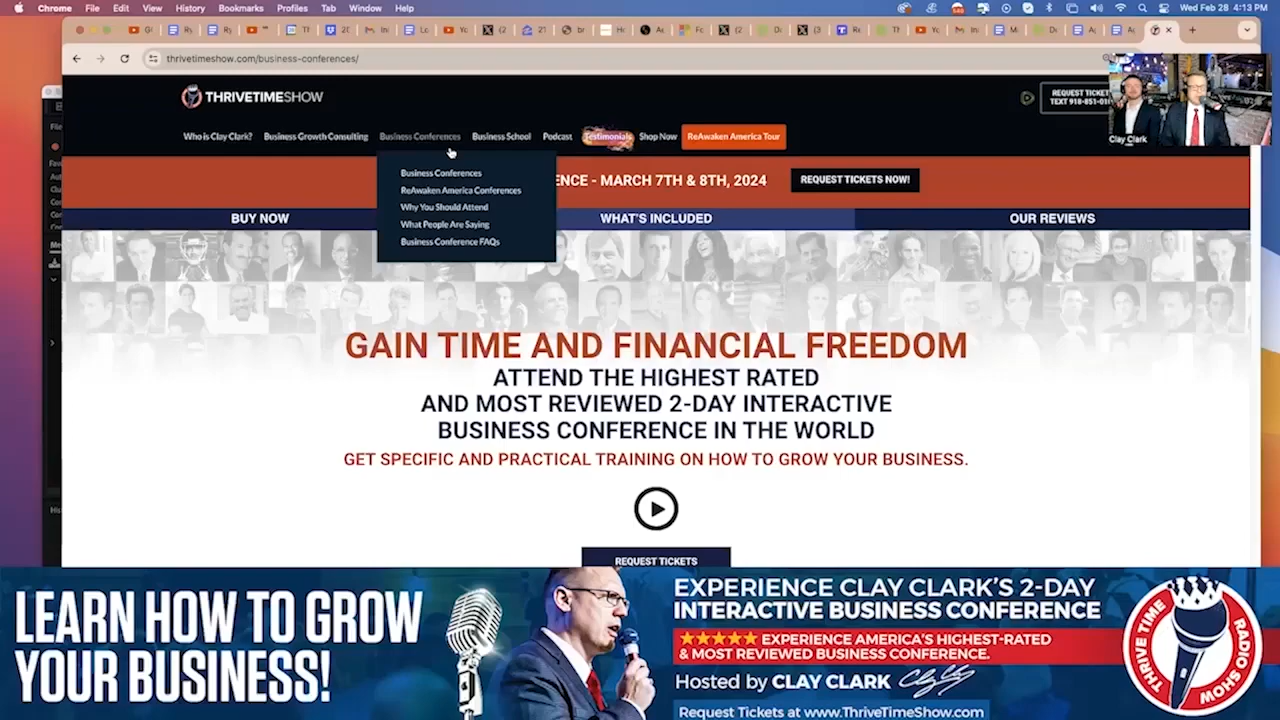 Chrome File Edit View History Bookmarks Profiles Tab Window Help
Wed Feb 28 4:13 PM
thrivetimeshow.com/business-conferences/
THRIVETIMESHOW
REQUEST TICKET
TEXT 918-851-01
Clay Clark
Who is Clay Clark? Business Growth Consulting Business Conferences Business School Podcast Testimonials Shop Now ReAwaken America Tour
Business Conferences
ReAwaken America Conferences
Why You Should Attend
What People Are Saying
Business Conference FAQs
ENCE - MARCH 7TH & 8TH, 2024
REQUEST TICKETS NOW!
BUY NOW
WHAT'S INCLUDED
OUR REVIEWS
GAIN TIME AND FINANCIAL FREEDOM
ATTEND THE HIGHEST RATED
AND MOST REVIEWED 2-DAY INTERACTIVE
BUSINESS CONFERENCE IN THE WORLD
GET SPECIFIC AND PRACTICAL TRAINING ON HOW TO GROW YOUR BUSINESS.
REQUEST TICKETS
LEARN HOW TO GROW
YOUR BUSINESS!
EXPERIENCE CLAY CLARK'S 2-DAY
INTERACTIVE BUSINESS CONFERENCE
EXPERIENCE AMERICA'S HIGHEST-RATED
& MOST REVIEWED BUSINESS CONFERENCE.
Hosted by CLAY CLARK
Request Tickets at www.ThriveTimeShow.com
THRIVE TIME
RADIO SHOW